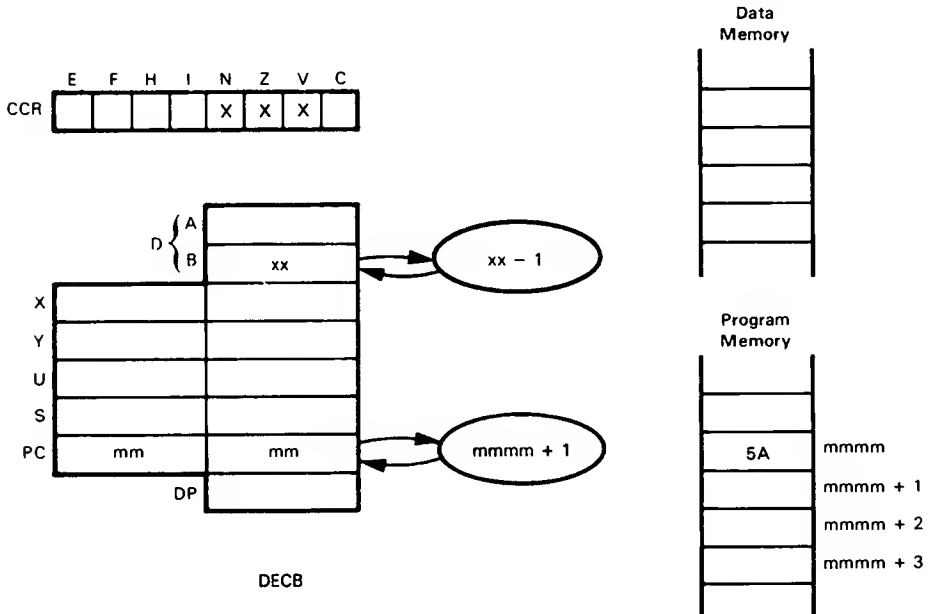 Data
Memory
E F H I N Z V C
CCR X X X
D { A
B xx
xx − 1
X
Y
U
S
PC mm mm
mmmm + 1
DP
Program
Memory
5A mmmm
mmmm + 1
mmmm + 2
mmmm + 3
DECB